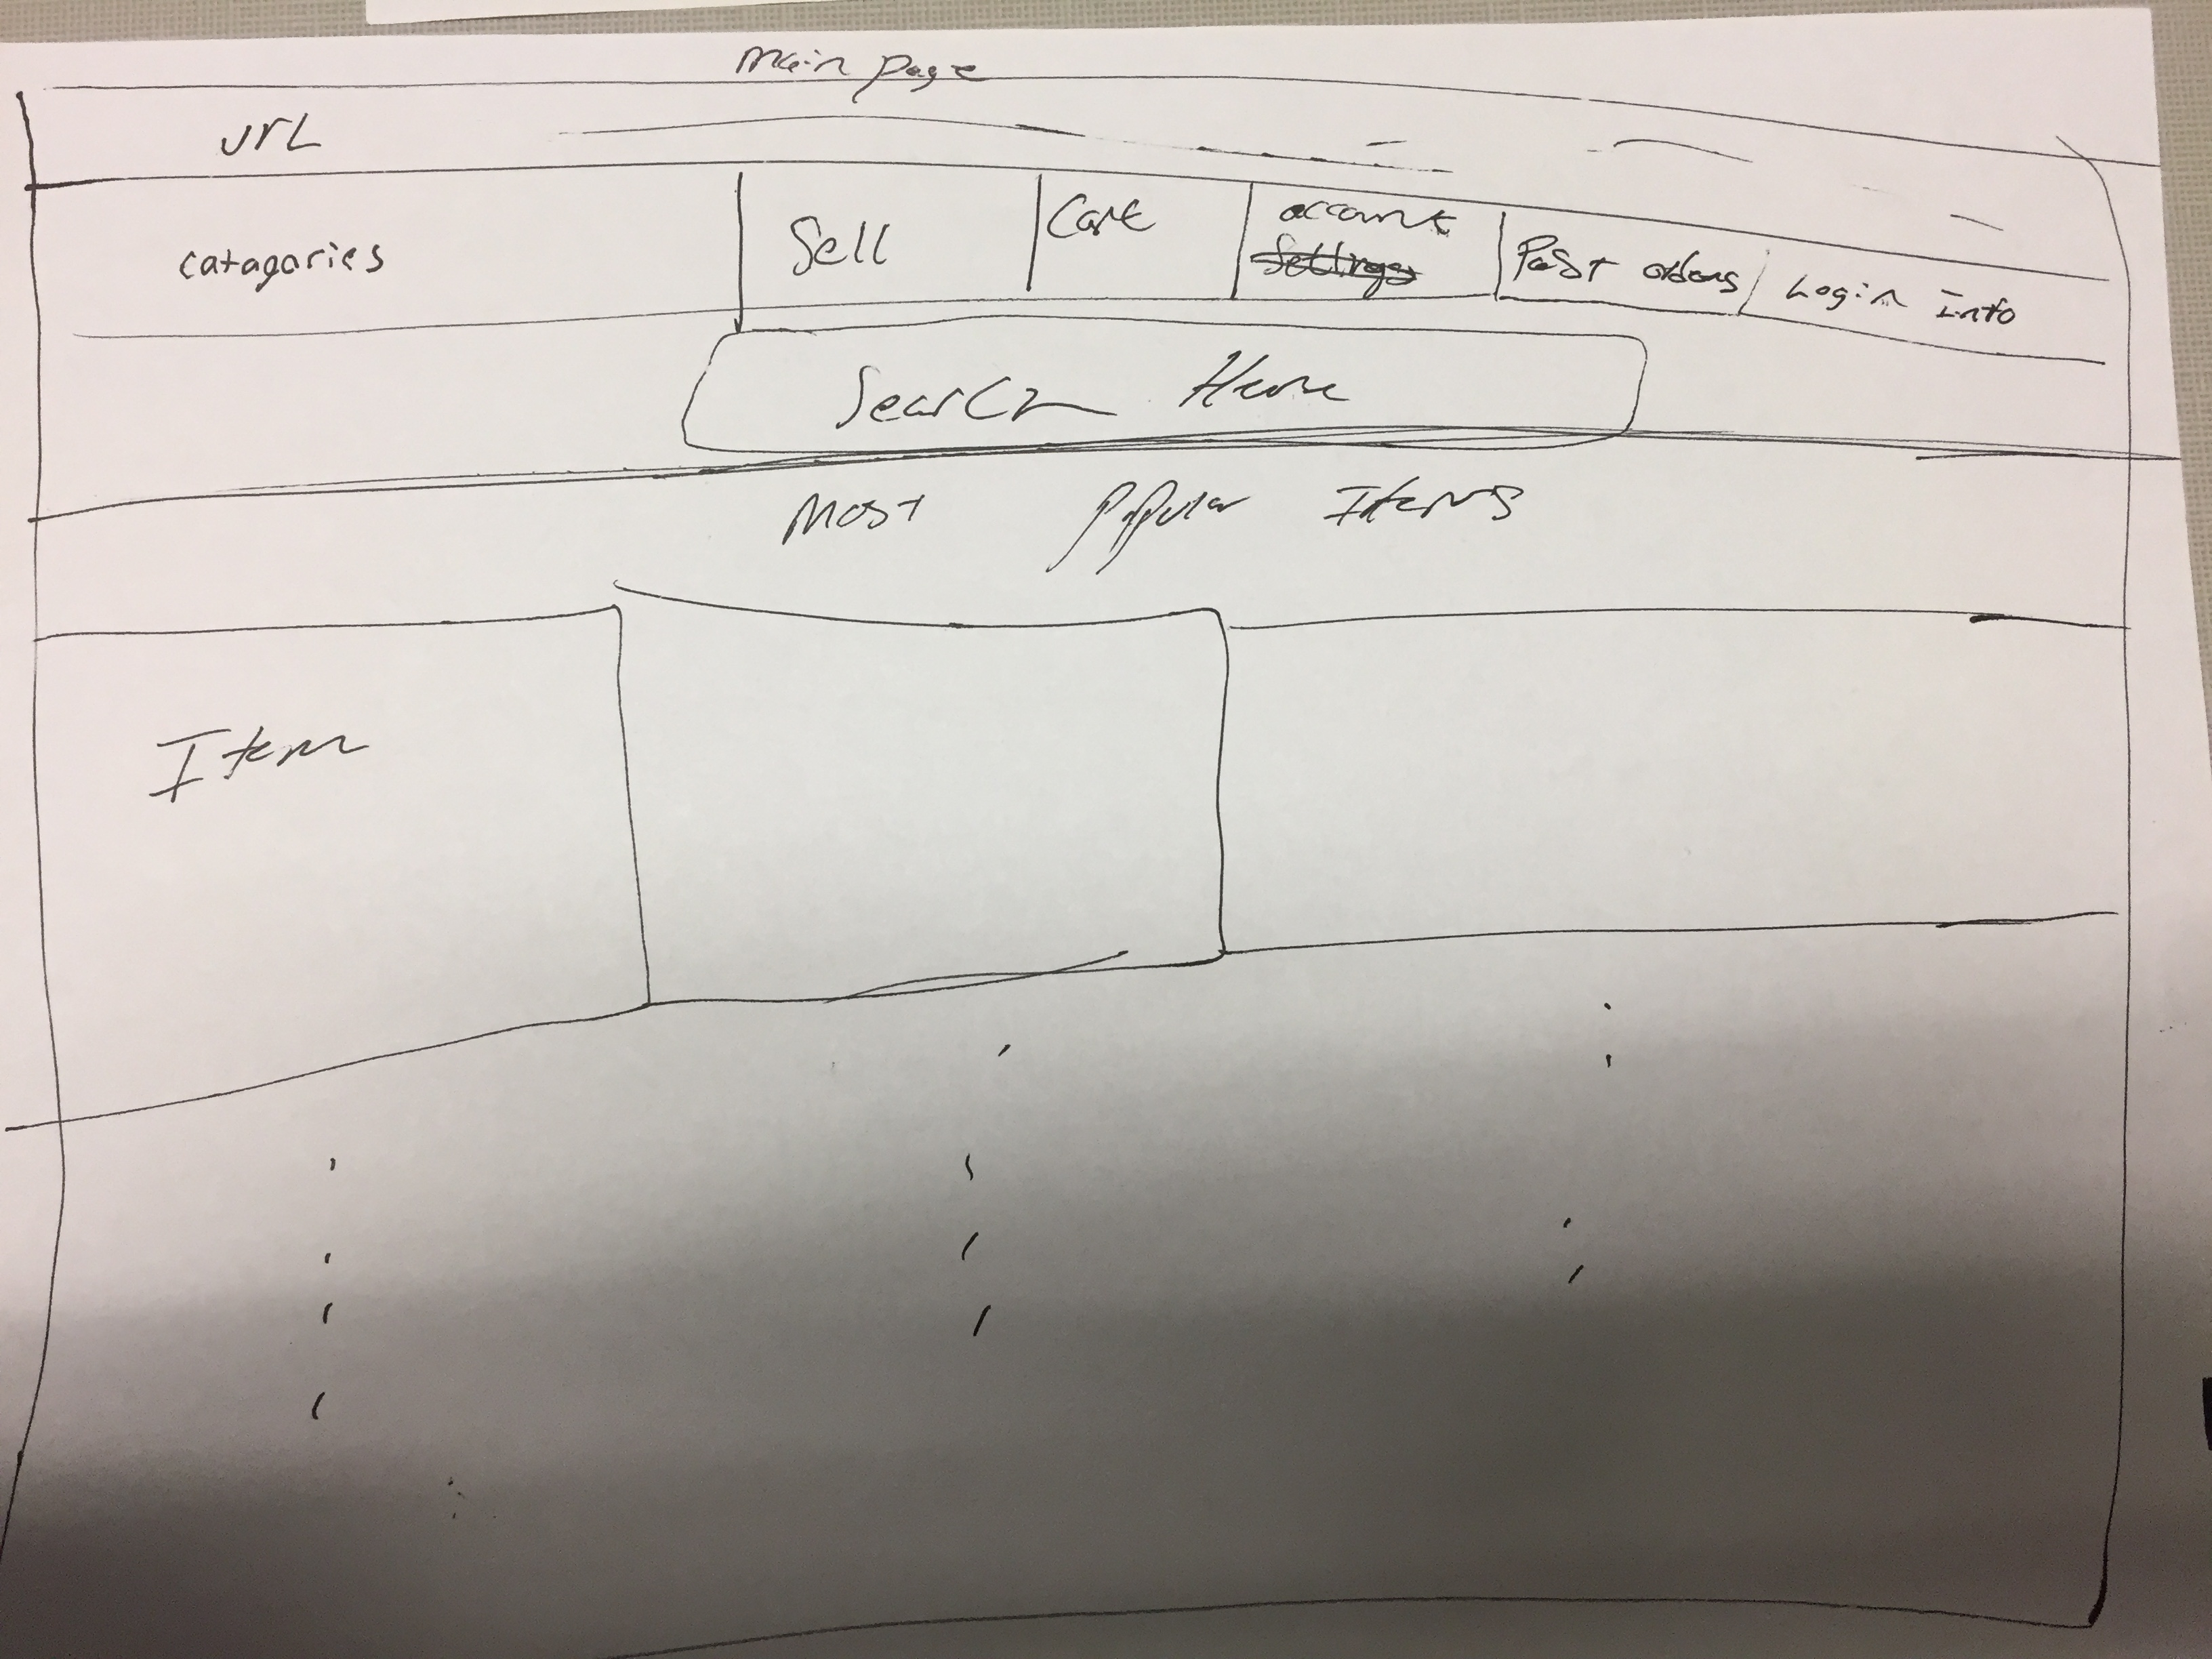 Main Page
URL
catagories Sell Cart account Past orders Login Info
Settings
Search Here
Most Popular Items
Item